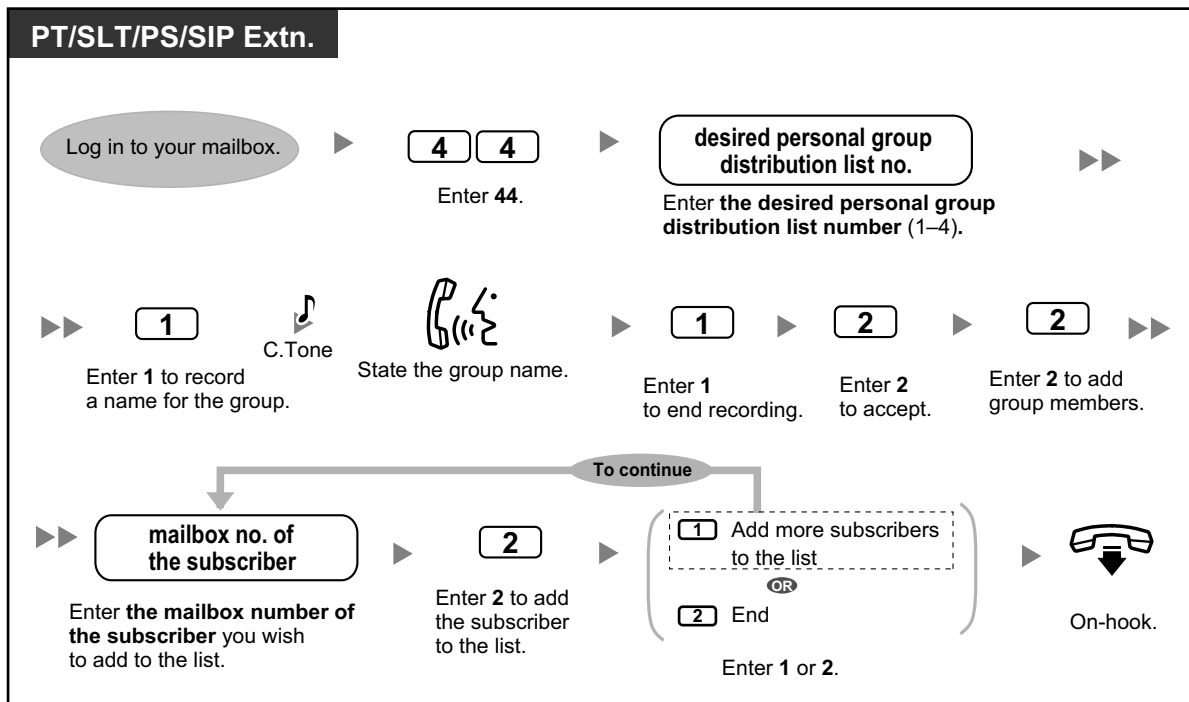 PT/SLT/PS/SIP Extn.
Log in to your mailbox.
4 4
Enter 44.
desired personal group
distribution list no.
Enter the desired personal group
distribution list number (1–4).
1
Enter 1 to record
a name for the group.
C.Tone
State the group name.
1
Enter 1
to end recording.
2
Enter 2
to accept.
2
Enter 2 to add
group members.
To continue
mailbox no. of
the subscriber
Enter the mailbox number of
the subscriber you wish
to add to the list.
2
Enter 2 to add
the subscriber
to the list.
1 Add more subscribers
to the list
OR
2 End
Enter 1 or 2.
On-hook.